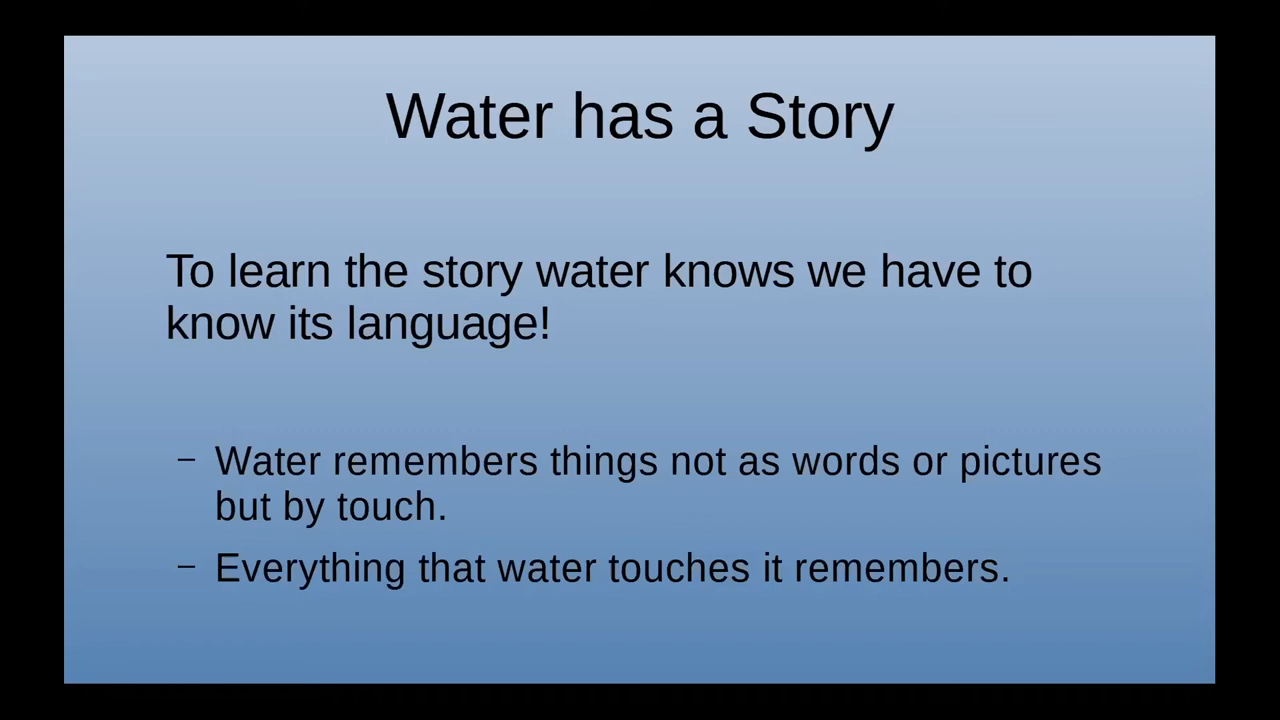 Water has a Story
To learn the story water knows we have to
know its language!
– Water remembers things not as words or pictures
but by touch.
– Everything that water touches it remembers.